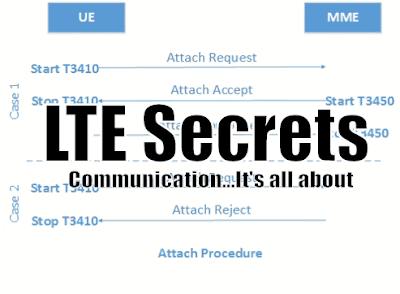 UE MME
Attach Request
Start T3410
Attach Accept
Stop T3410 Start T3450
Case 1
LTE Secrets
Communication...It's all about
Case 2
Start T3410
Stop T3410
Attach Reject
Attach Procedure